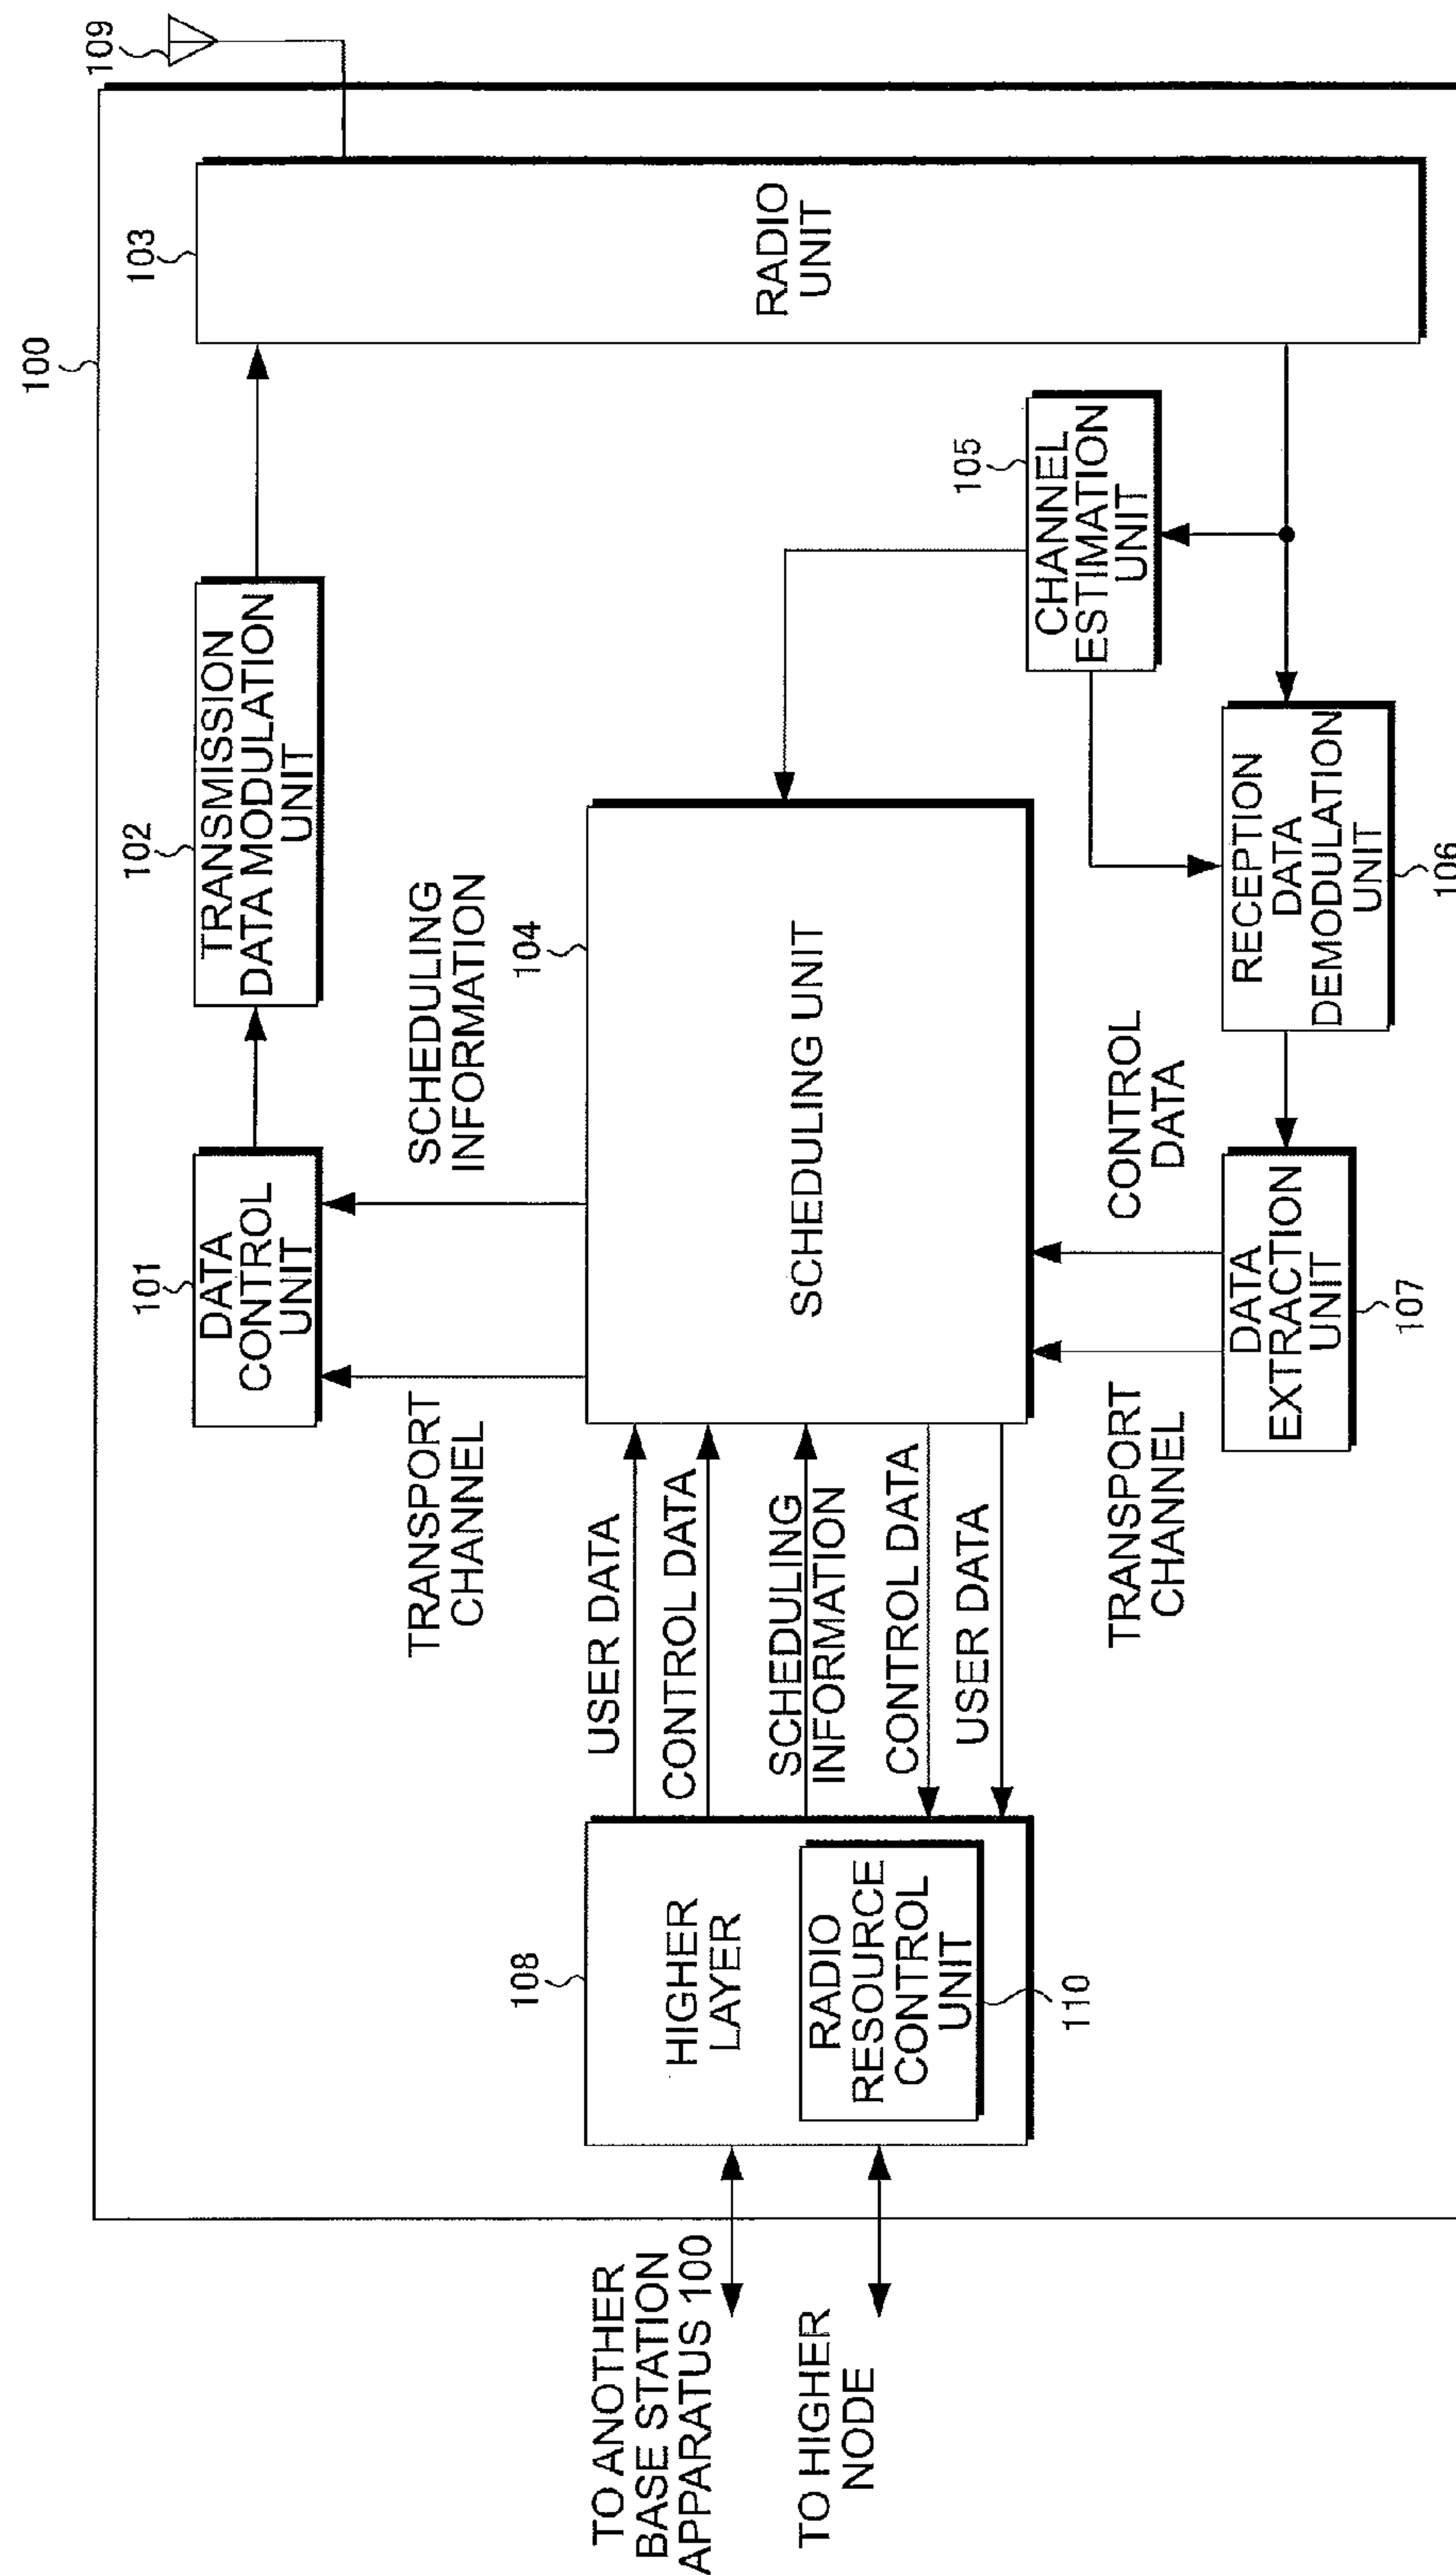 100
109
101
DATA
CONTROL
UNIT
102
TRANSMISSION
DATA MODULATION
UNIT
103
RADIO
UNIT
TRANSPORT
CHANNEL
SCHEDULING
INFORMATION
TO ANOTHER
BASE STATION
APPARATUS 100
TO HIGHER
NODE
108
HIGHER
LAYER
RADIO
RESOURCE
CONTROL
UNIT
110
USER DATA
CONTROL DATA
SCHEDULING
INFORMATION
CONTROL DATA
USER DATA
104
SCHEDULING UNIT
105
CHANNEL
ESTIMATION
UNIT
TRANSPORT
CHANNEL
CONTROL
DATA
DATA
EXTRACTION
UNIT
107
RECEPTION
DATA
DEMODULATION
UNIT
106